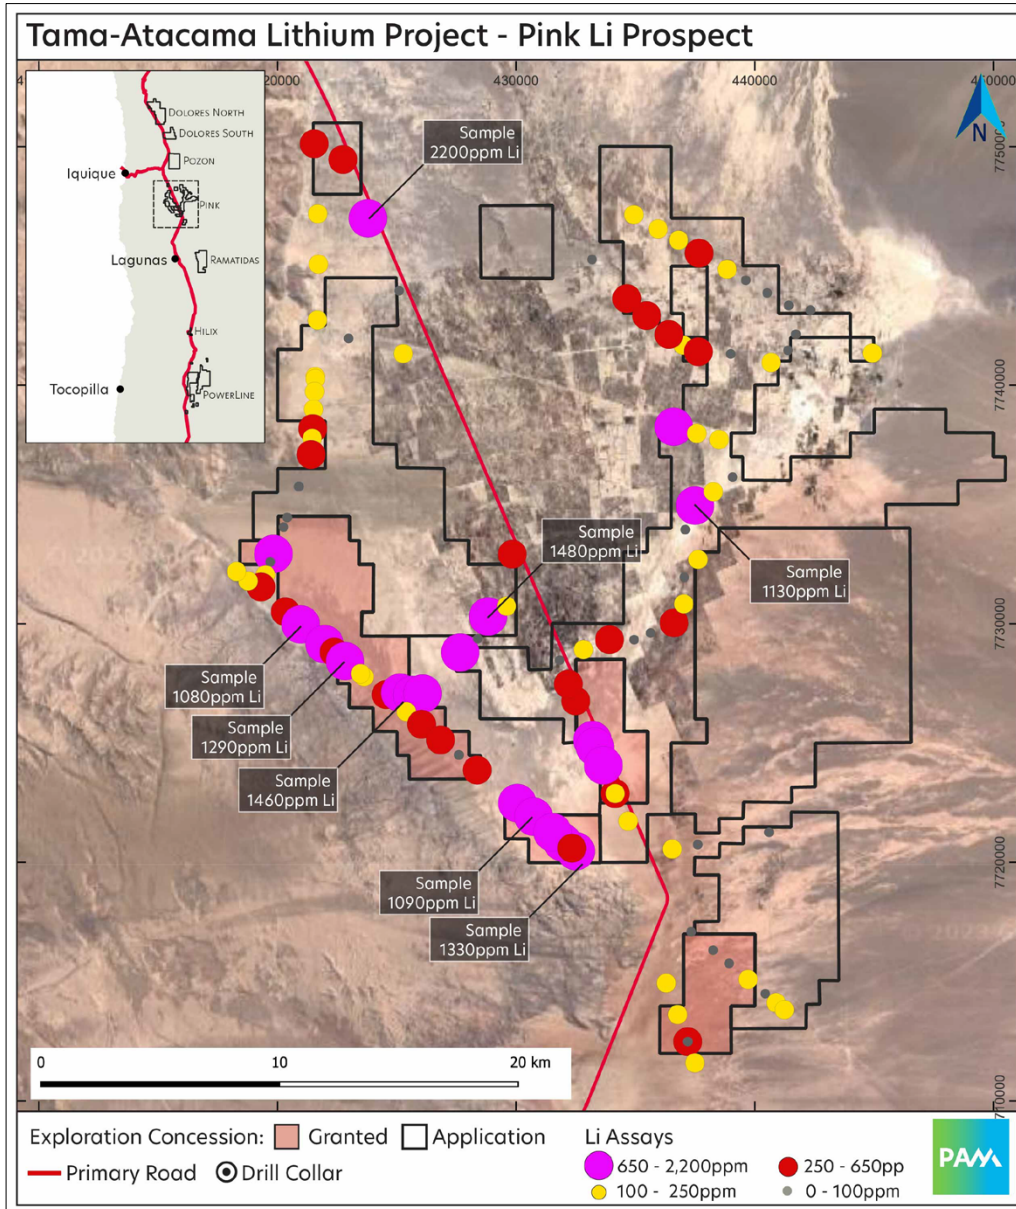 Tama-Atacama Lithium Project - Pink Li Prospect
20000
430000
440000
DOLORES NORTH
DOLORES SOUTH
POZON
Iquique
PINK
Lagunas
RAMATIDAS
HILIX
Tocopilla
POWERLINE
N
7750000
7740000
7730000
7720000
Sample
2200ppm Li
Sample
1480ppm Li
Sample
1130ppm Li
Sample
1080ppm Li
Sample
1290ppm Li
Sample
1460ppm Li
Sample
1090ppm Li
Sample
1330ppm Li
0 10 20 km
Exploration Concession: Granted Application
Primary Road Drill Collar
Li Assays
650 - 2,200ppm 250 - 650pp
100 - 250ppm 0 - 100ppm
PAM